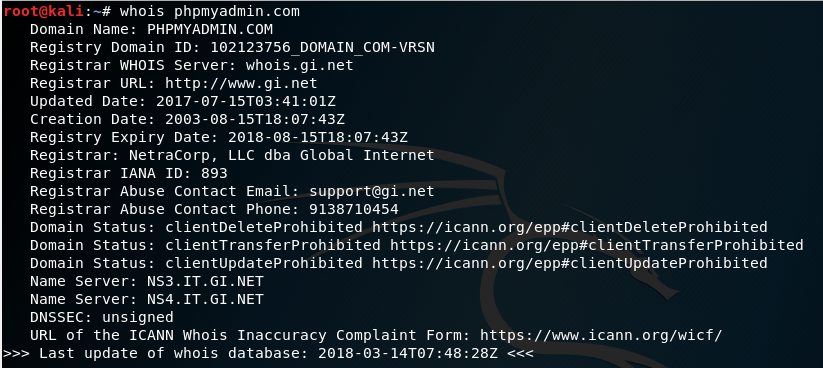 root@kali:~# whois phpmyadmin.com
Domain Name: PHPMYADMIN.COM
Registry Domain ID: 102123756_DOMAIN_COM-VRSN
Registrar WHOIS Server: whois.gi.net
Registrar URL: http://www.gi.net
Updated Date: 2017-07-15T03:41:01Z
Creation Date: 2003-08-15T18:07:43Z
Registry Expiry Date: 2018-08-15T18:07:43Z
Registrar: NetraCorp, LLC dba Global Internet
Registrar IANA ID: 893
Registrar Abuse Contact Email: support@gi.net
Registrar Abuse Contact Phone: 9138710454
Domain Status: clientDeleteProhibited https://icann.org/epp#clientDeleteProhibited
Domain Status: clientTransferProhibited https://icann.org/epp#clientTransferProhibited
Domain Status: clientUpdateProhibited https://icann.org/epp#clientUpdateProhibited
Name Server: NS3.IT.GI.NET
Name Server: NS4.IT.GI.NET
DNSSEC: unsigned
URL of the ICANN Whois Inaccuracy Complaint Form: https://www.icann.org/wicf/
>>> Last update of whois database: 2018-03-14T07:48:28Z <<<